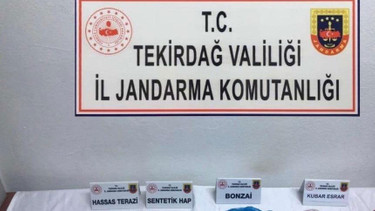 T.C.
TEKİRDAĞ VALİLİĞİ
İL JANDARMA KOMUTANLIĞI
HASSAS TERAZİ
SENTETİK HAP
BONZAİ
KUBAR ESRAR